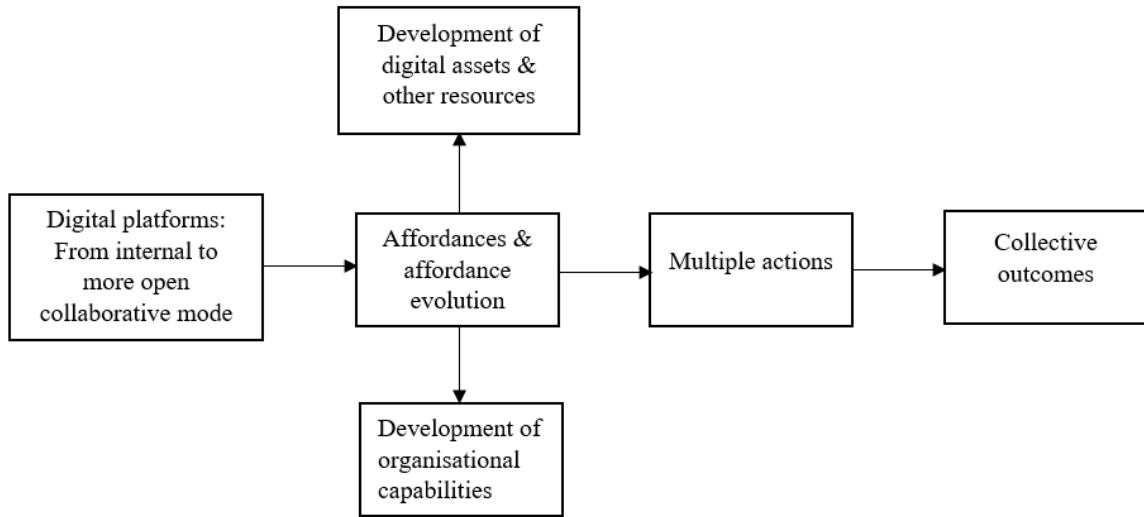 Development of
digital assets &
other resources
Digital platforms:
From internal to
more open
collaborative mode
Affordances &
affordance
evolution
Multiple actions
Collective
outcomes
Development of
organisational
capabilities